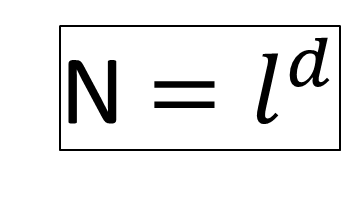 N = l^d